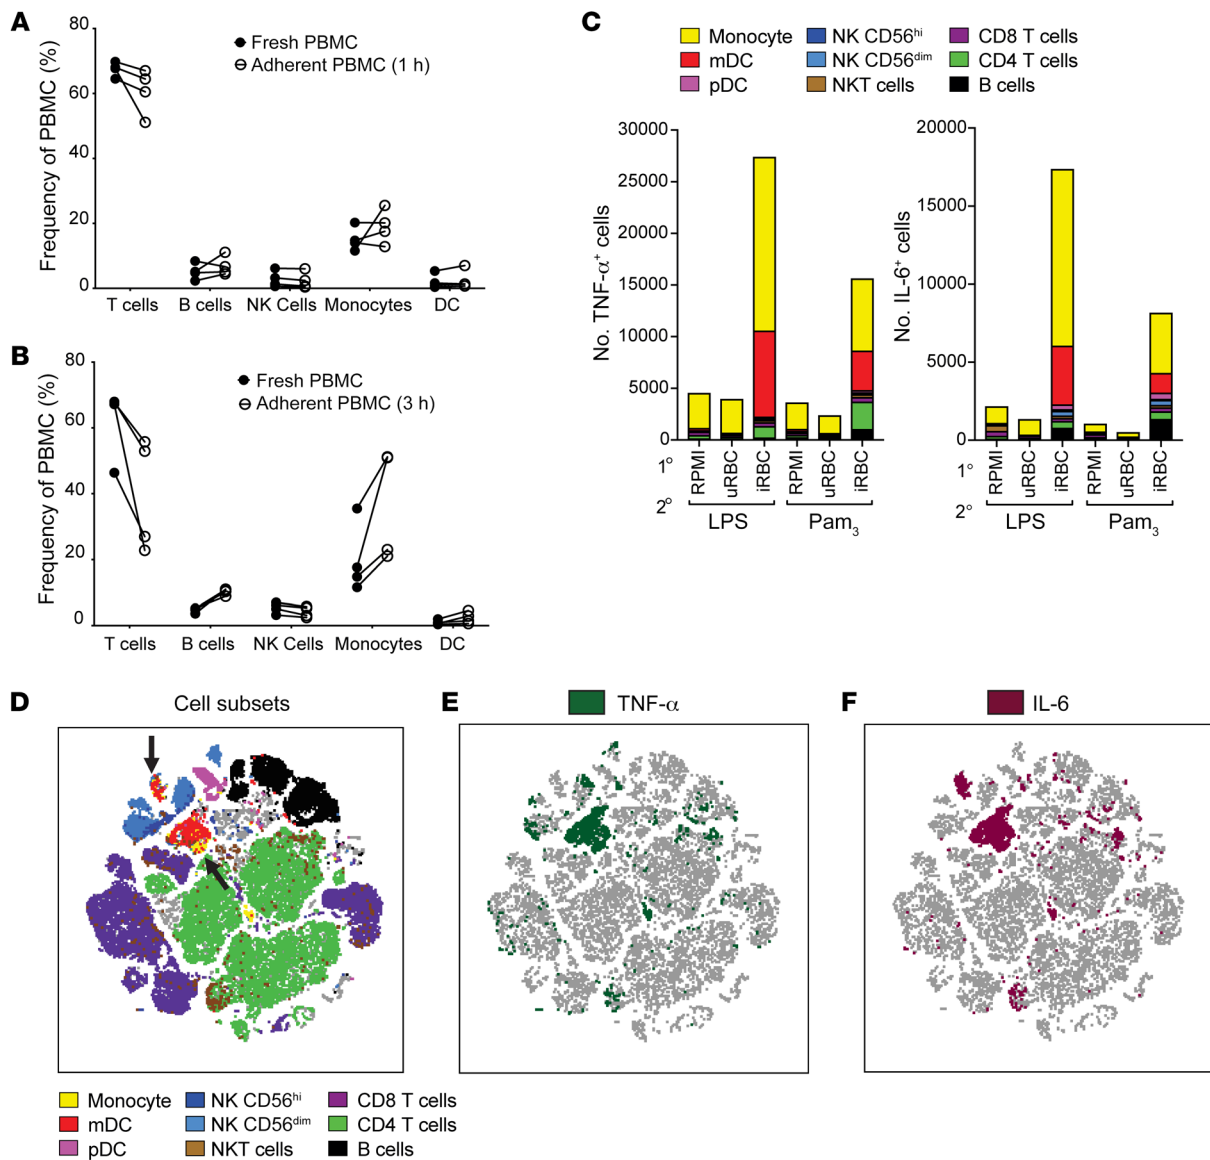 A
80
60
40
20
0
Frequency of PBMC (%)
Fresh PBMC
Adherent PBMC (1 h)
T cells
B cells
NK Cells
Monocytes
DC
B
80
60
40
20
0
Frequency of PBMC (%)
Fresh PBMC
Adherent PBMC (3 h)
T cells
B cells
NK Cells
Monocytes
DC
C
Monocyte
mDC
pDC
NK CD56hi
NK CD56dim
NKT cells
CD8 T cells
CD4 T cells
B cells
30000
25000
20000
15000
10000
5000
0
No. TNF-α+ cells
1°
RPMI
uRBC
iRBC
RPMI
uRBC
iRBC
2°
LPS
Pam3
20000
15000
10000
5000
0
No. IL-6+ cells
1°
RPMI
uRBC
iRBC
RPMI
uRBC
iRBC
2°
LPS
Pam3
D
Cell subsets
Monocyte
mDC
pDC
NK CD56hi
NK CD56dim
NKT cells
CD8 T cells
CD4 T cells
B cells
E
TNF-α
F
IL-6